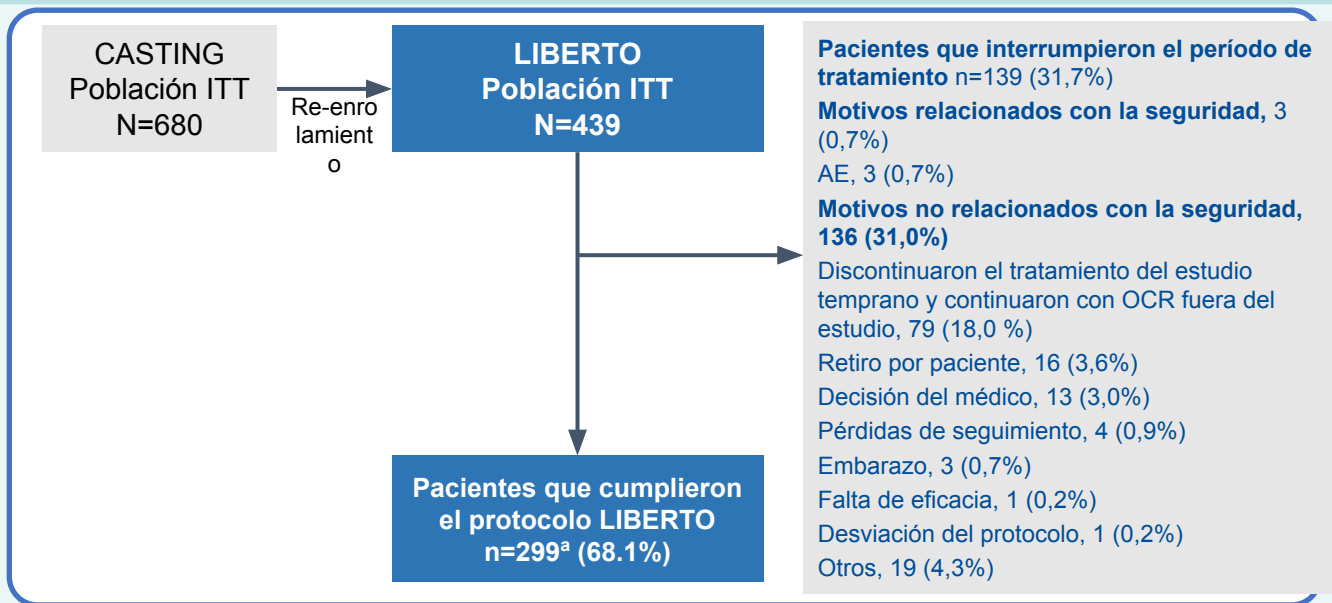 CASTING
Población ITT
N=680
Re-enro
lamient
o
LIBERTO
Población ITT
N=439
Pacientes que cumplieron
el protocolo LIBERTO
n=299ª (68.1%)
Pacientes que interrumpieron el período de
tratamiento n=139 (31,7%)
Motivos relacionados con la seguridad, 3
(0,7%)
AE, 3 (0,7%)
Motivos no relacionados con la seguridad,
136 (31,0%)
Discontinuaron el tratamiento del estudio
temprano y continuaron con OCR fuera del
estudio, 79 (18,0 %)
Retiro por paciente, 16 (3,6%)
Decisión del médico, 13 (3,0%)
Pérdidas de seguimiento, 4 (0,9%)
Embarazo, 3 (0,7%)
Falta de eficacia, 1 (0,2%)
Desviación del protocolo, 1 (0,2%)
Otros, 19 (4,3%)